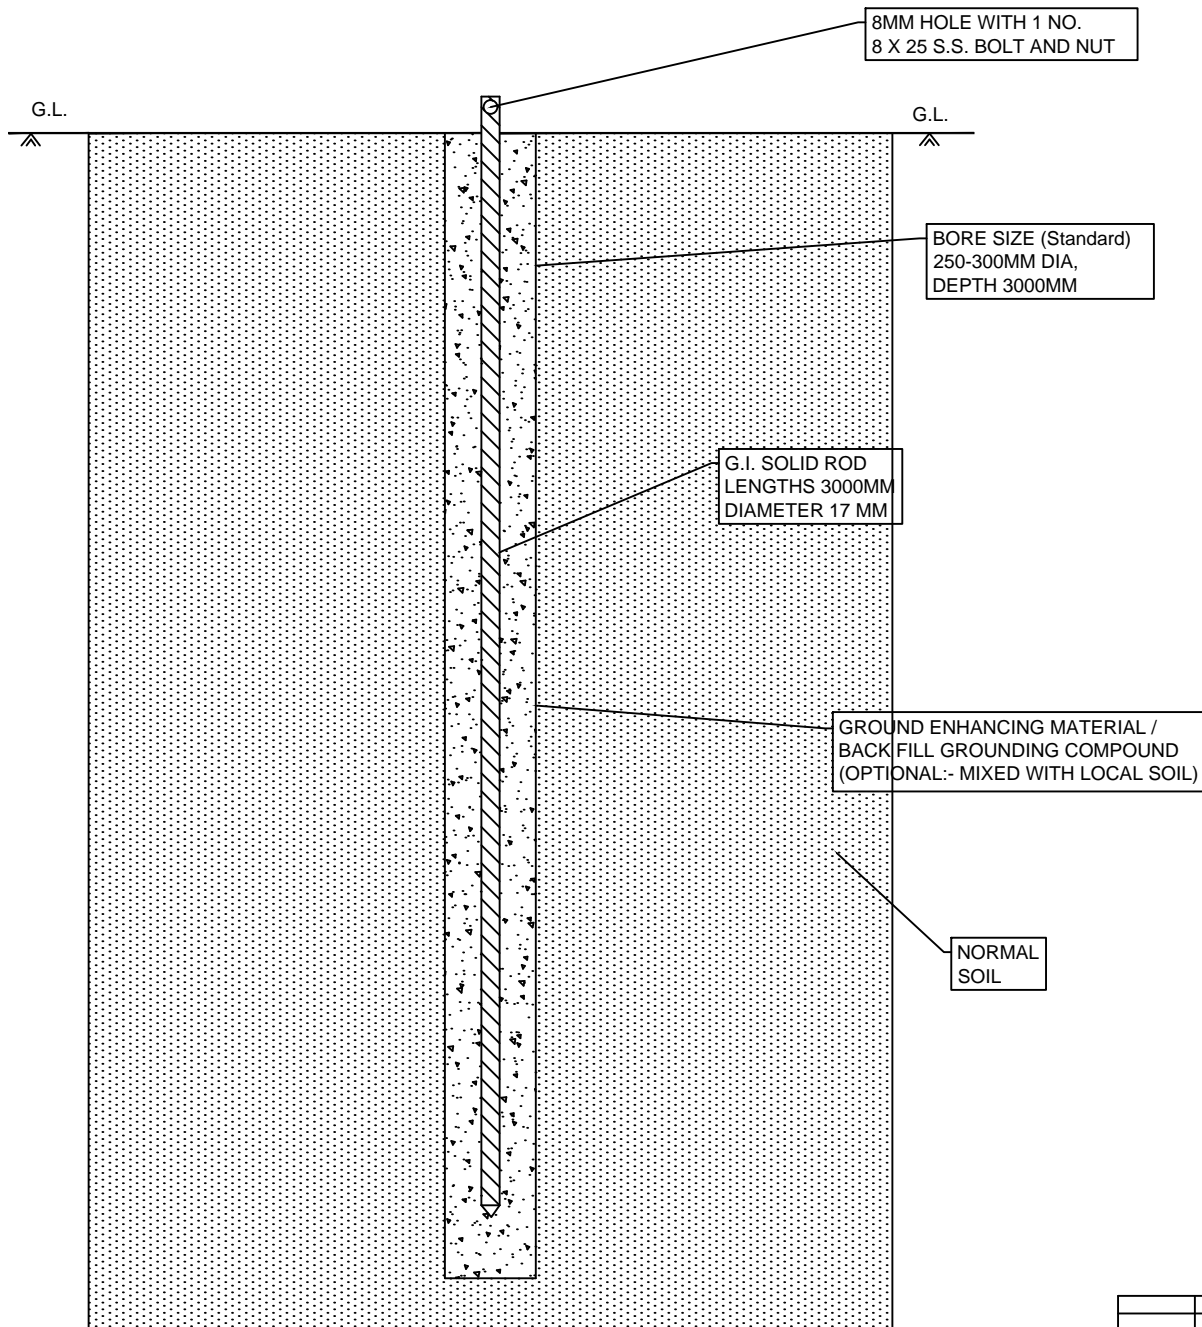 8MM HOLE WITH 1 NO.
8 X 25 S.S. BOLT AND NUT
G.L.
G.L.
BORE SIZE (Standard)
250-300MM DIA,
DEPTH 3000MM
G.I. SOLID ROD
LENGTHS 3000MM
DIAMETER 17 MM
GROUND ENHANCING MATERIAL /
BACK FILL GROUNDING COMPOUND
(OPTIONAL:- MIXED WITH LOCAL SOIL)
NORMAL
SOIL